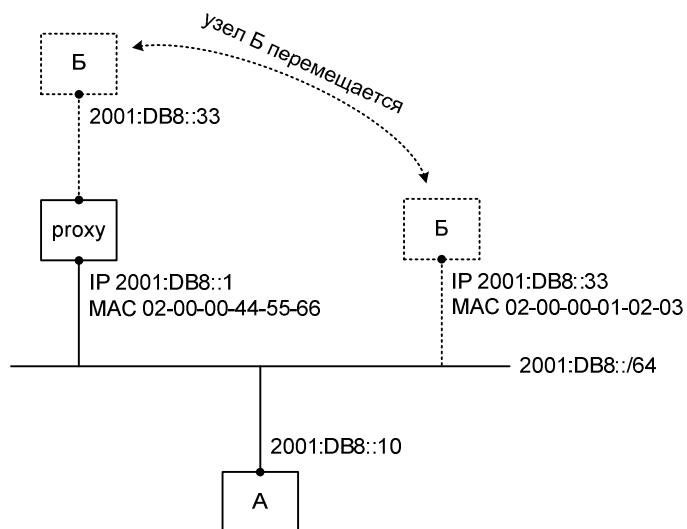 узел Б перемещается
Б
2001:DB8::33
proxy
Б
IP 2001:DB8::1
MAC 02-00-00-44-55-66
IP 2001:DB8::33
MAC 02-00-00-01-02-03
2001:DB8::/64
2001:DB8::10
А